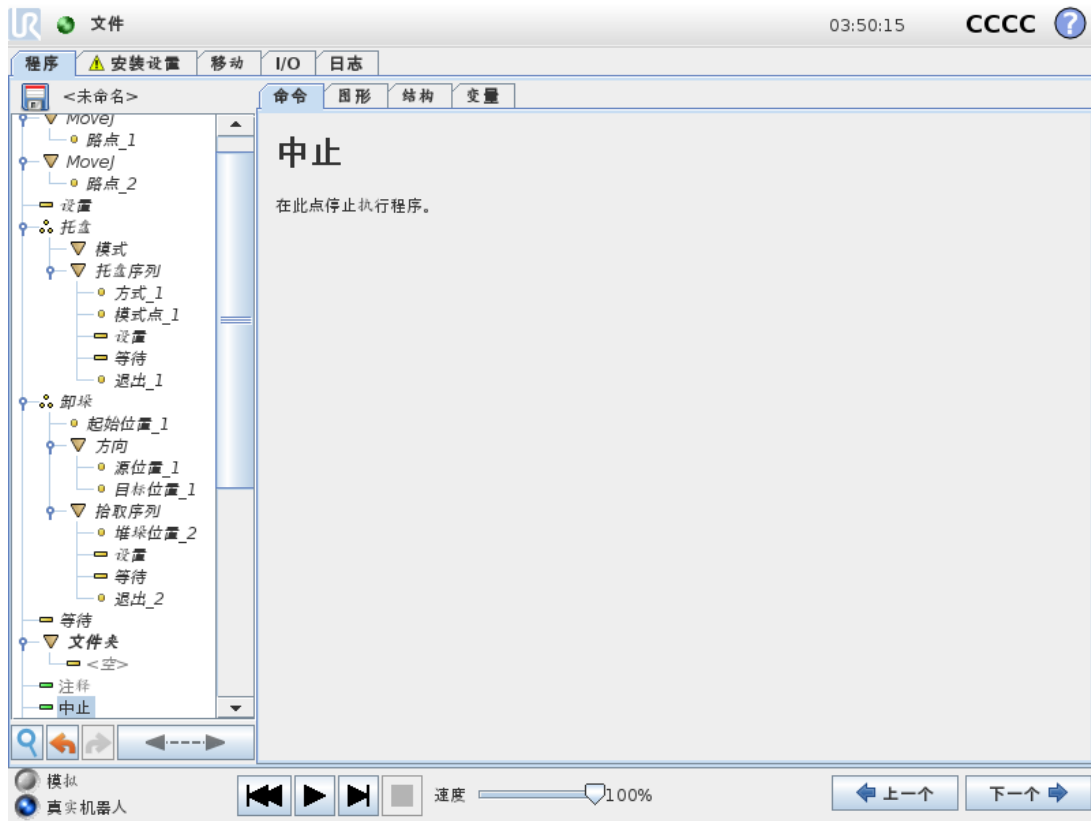 UR 文件 03:50:15 CCCC ?
程序 安装设置 移动 I/O 日志
<未命名>
命令 图形 结构 变量
MoveJ
路点_1
MoveJ
路点_2
设置
托盘
模式
托盘序列
方式_1
模式点_1
设置
等待
退出_1
卸垛
起始位置_1
方向
源位置_1
目标位置_1
拾取序列
堆垛位置_2
设置
等待
退出_2
等待
文件夹
<空>
注释
中止
中止
在此点停止执行程序。
模拟
真实机器人
速度 100%
上一个 下一个